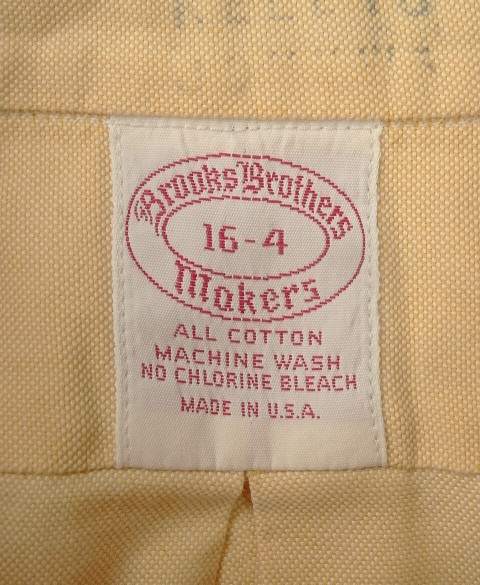 Brooks Brothers
16-4
Makers
ALL COTTON
MACHINE WASH
NO CHLORINE BLEACH
MADE IN U.S.A.